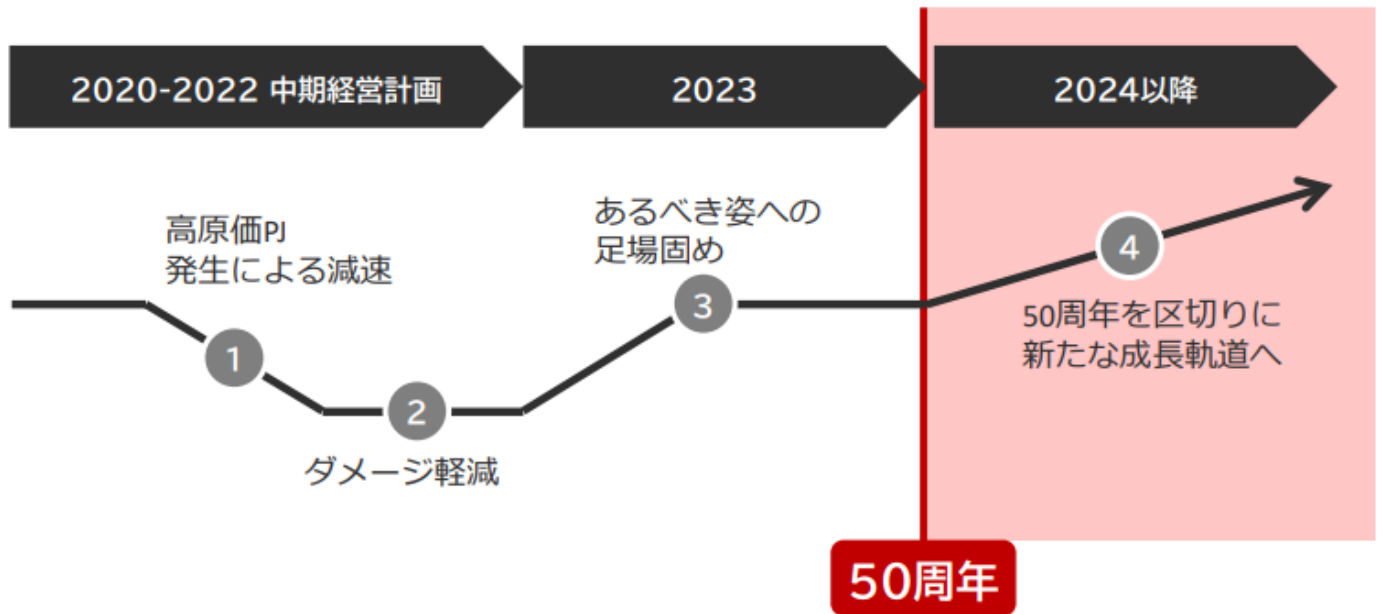 2020-2022 中期経営計画
2023
2024以降
高原価PJ
発生による減速
1
2
ダメージ軽減
あるべき姿への
足場固め
3
4
50周年を区切りに
新たな成長軌道へ
50周年